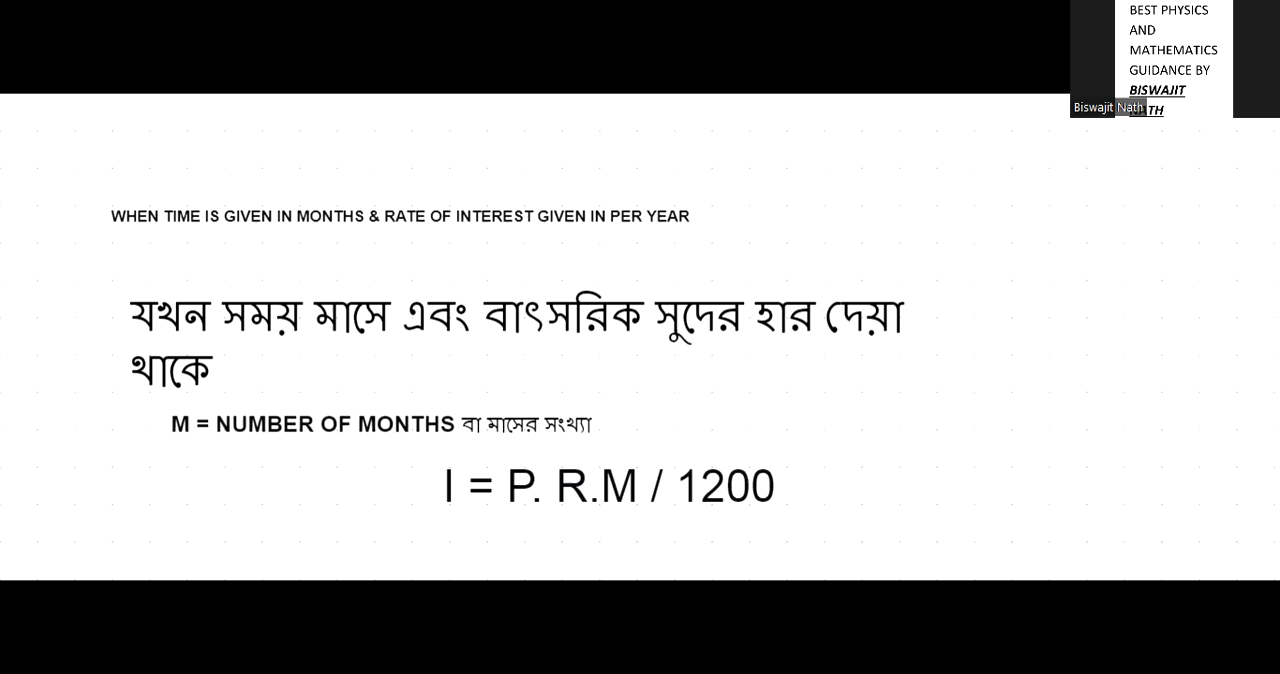 BEST PHYSICS
AND
MATHEMATICS
GUIDANCE BY
BISWAJIT
NATH
Biswajit Nath
WHEN TIME IS GIVEN IN MONTHS & RATE OF INTEREST GIVEN IN PER YEAR
যখন সময় মাসে এবং বাৎসরিক সুদের হার দেয়া
থাকে
M = NUMBER OF MONTHS বা মাসের সংখ্যা
I = P. R.M / 1200